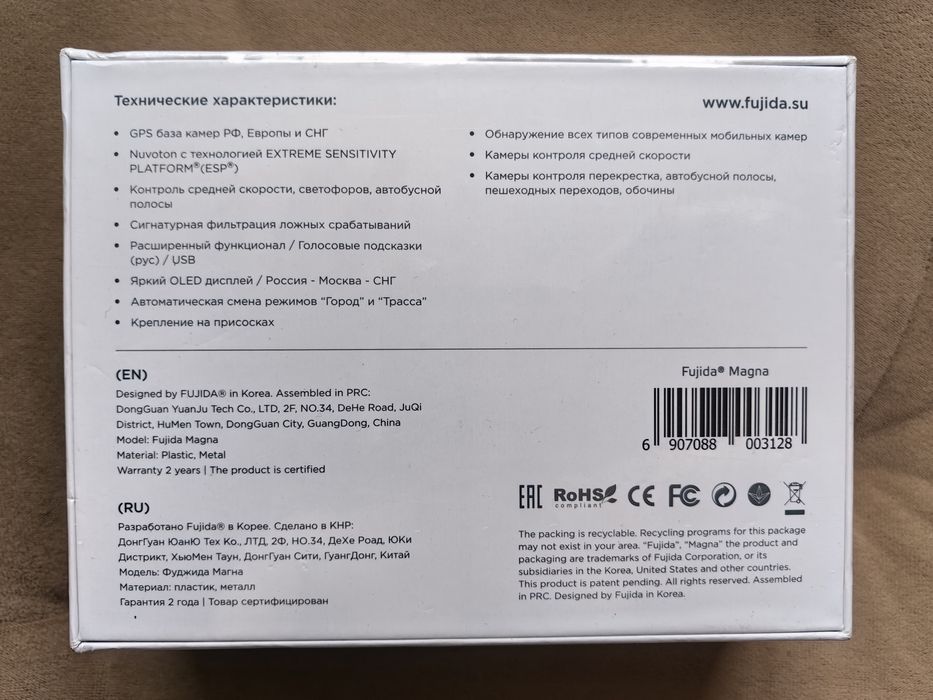 Технические характеристики:
• GPS база камер РФ, Европы и СНГ
• Nuvoton с технологией EXTREME SENSITIVITY
PLATFORM®(ESP®)
• Контроль средней скорости, светофоров, автобусной
полосы
• Сигнатурная фильтрация ложных срабатываний
• Расширенный функционал / Голосовые подсказки
(рус) / USB
• Яркий OLED дисплей / Россия - Москва - СНГ
• Автоматическая смена режимов "Город" и "Трасса"
• Крепление на присосках
www.fujida.su
• Обнаружение всех типов современных мобильных камер
• Камеры контроля средней скорости
• Камеры контроля перекрестка, автобусной полосы,
пешеходных переходов, обочины
(EN)
Designed by FUJIDA® in Korea. Assembled in PRC:
DongGuan YuanJu Tech Co., LTD, 2F, NO.34, DeHe Road, JuQi
District, HuMen Town, DongGuan City, GuangDong, China
Model: Fujida Magna
Material: Plastic, Metal
Warranty 2 years | The product is certified
(RU)
Разработано Fujida® в Корее. Сделано в КНР:
ДонгГуан ЮанЮ Тех Ко., ЛТД, 2Ф, НО.34, ДеХе Роад, ЮКи
Дистрикт, ХьюМен Таун, ДонгГуан Сити, ГуангДонг, Китай
Модель: Фуджида Магна
Материал: пластик, металл
Гарантия 2 года | Товар сертифицирован
Fujida® Magna
6 907088 003128
EAC RoHS compliant CE FC
The packing is recyclable. Recycling programs for this package
may not exist in your area. "Fujida", "Magna" the product and
packaging are trademarks of Fujida Corporation, or its
subsidiaries in the Korea, United States and other countries.
This product is patent pending. All rights reserved. Assembled
in PRC. Designed by Fujida in Korea.